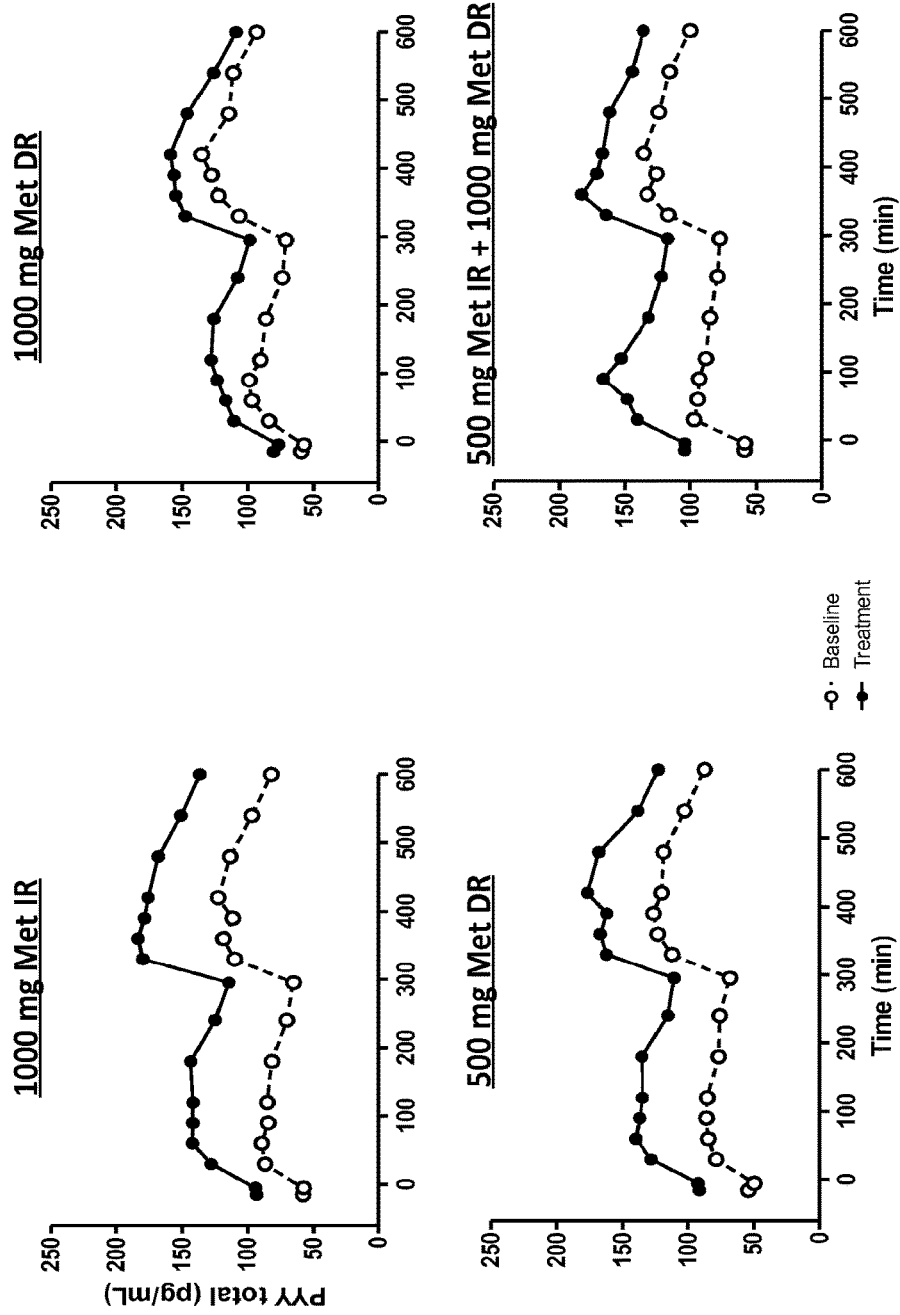 1000 mg Met IR
PYY total (pg/mL)
250
200
150
100
50
0
0 100 200 300 400 500 600
1000 mg Met DR
250
200
150
100
50
0
0 100 200 300 400 500 600
500 mg Met DR
250
200
150
100
50
0
0 100 200 300 400 500 600
Time (min)
500 mg Met IR + 1000 mg Met DR
250
200
150
100
50
0
0 100 200 300 400 500 600
Time (min)
Baseline
Treatment